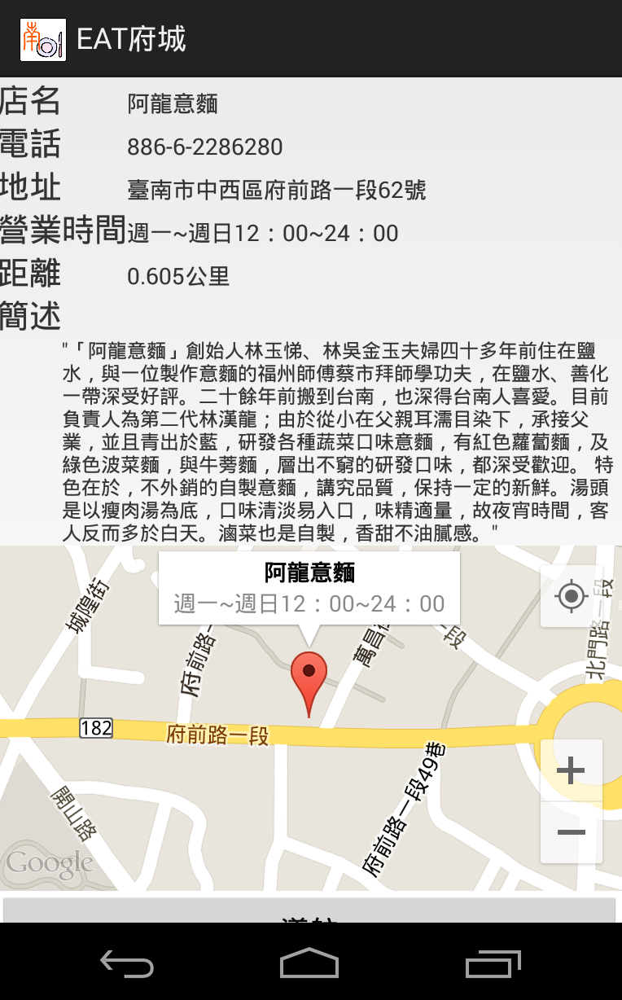 南
EAT府城
店名 阿龍意麵
電話 886-6-2286280
地址 臺南市中西區府前路一段62號
營業時間 週一~週日12：00~24：00
距離 0.605公里
簡述
"「阿龍意麵」創始人林玉悌、林吳金玉夫婦四十多年前住在鹽
水，與一位製作意麵的福州師傅蔡市拜師學功夫，在鹽水、善化
一帶深受好評。二十餘年前搬到台南，也深得台南人喜愛。目前
負責人為第二代林漢龍；由於從小在父親耳濡目染下，承接父
業，並且青出於藍，研發各種蔬菜口味意麵，有紅色蘿蔔麵，及
綠色波菜麵，與牛蒡麵，層出不窮的研發口味，都深受歡迎。 特
色在於，不外銷的自製意麵，講究品質，保持一定的新鮮。湯頭
是以瘦肉湯為底，口味清淡易入口，味精適量，故夜宵時間，客
人反而多於白天。滷菜也是自製，香甜不油膩感。"
阿龍意麵
週一~週日12：00~24：00
城隍街
府前路一
萬昌街
一段
北門路一段
182
府前路一段
開山路
府前路一段49巷
Google
+
−